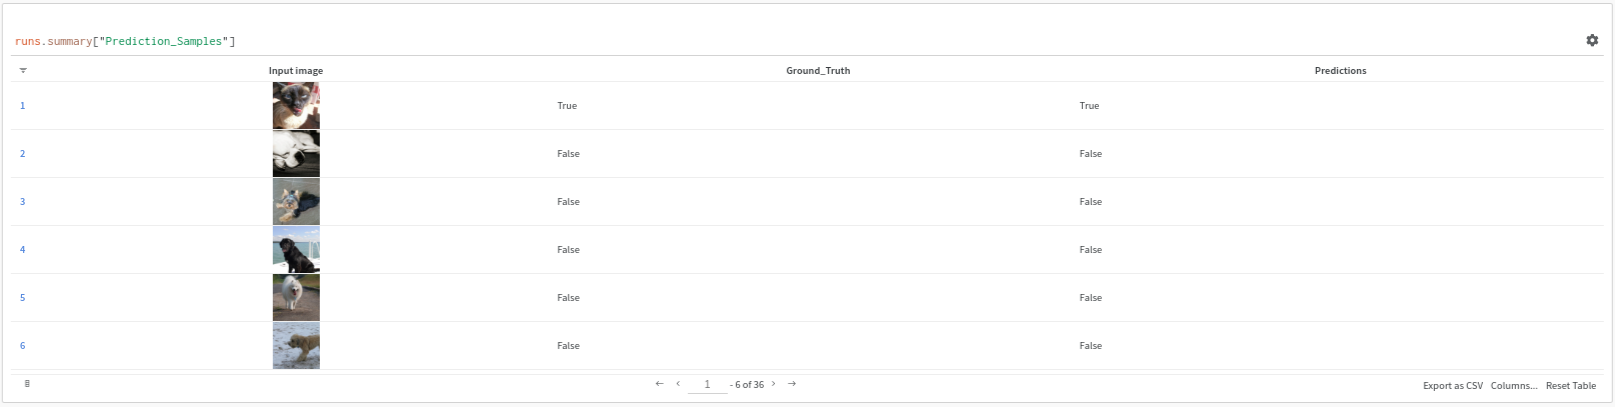 runs.summary["Prediction_Samples"]
Input image Ground_Truth Predictions
1 True True
2 False False
3 False False
4 False False
5 False False
6 False False
1 - 6 of 36
Export as CSV Columns... Reset Table